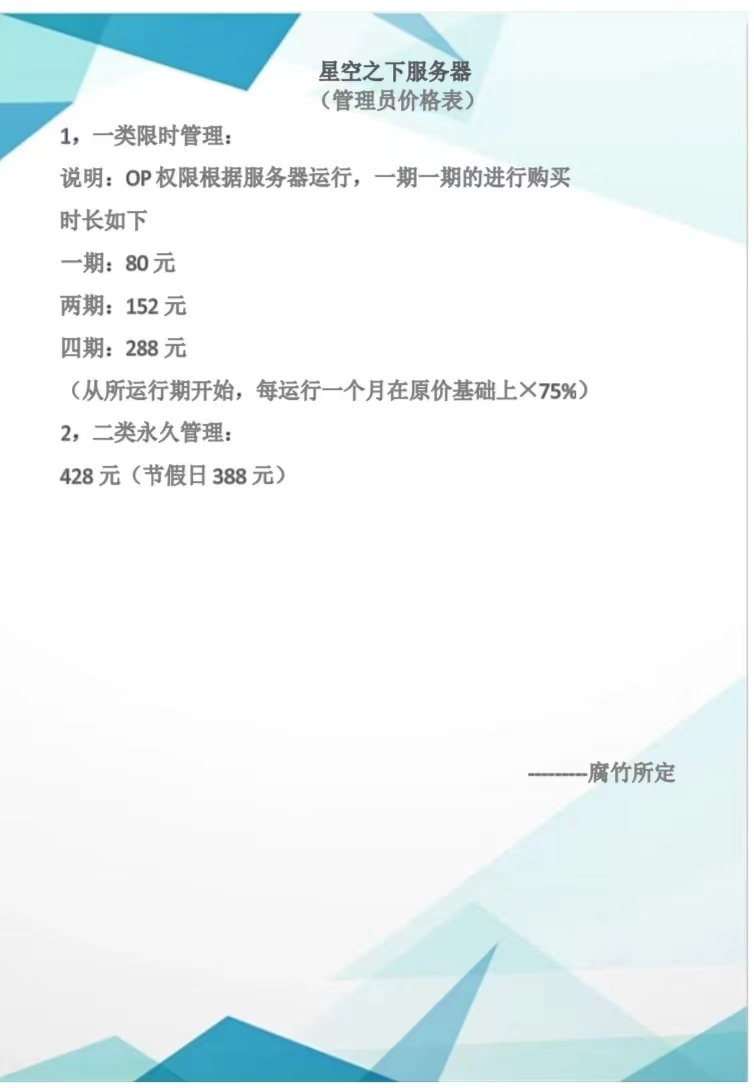 星空之下服务器
（管理员价格表）
1，一类限时管理：
说明：OP 权限根据服务器运行，一期一期的进行购买
时长如下
一期：80 元
两期：152 元
四期：288 元
（从所运行期开始，每运行一个月在原价基础上×75%）
2，二类永久管理：
428 元（节假日 388 元）
---------腐竹所定